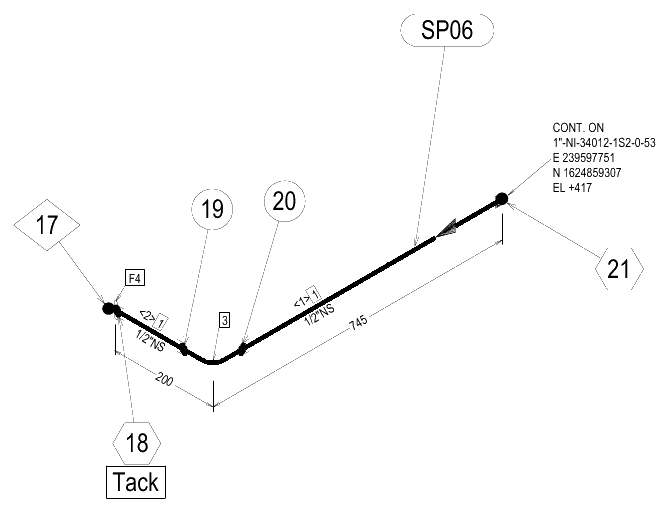 SP06
CONT. ON
1"-NI-34012-1S2-0-53
E 239597751
N 1624859307
EL +417
19
20
17
21
F4
<2> 1
1/2"NS
3
<1> 1
1/2"NS
745
200
18
Tack